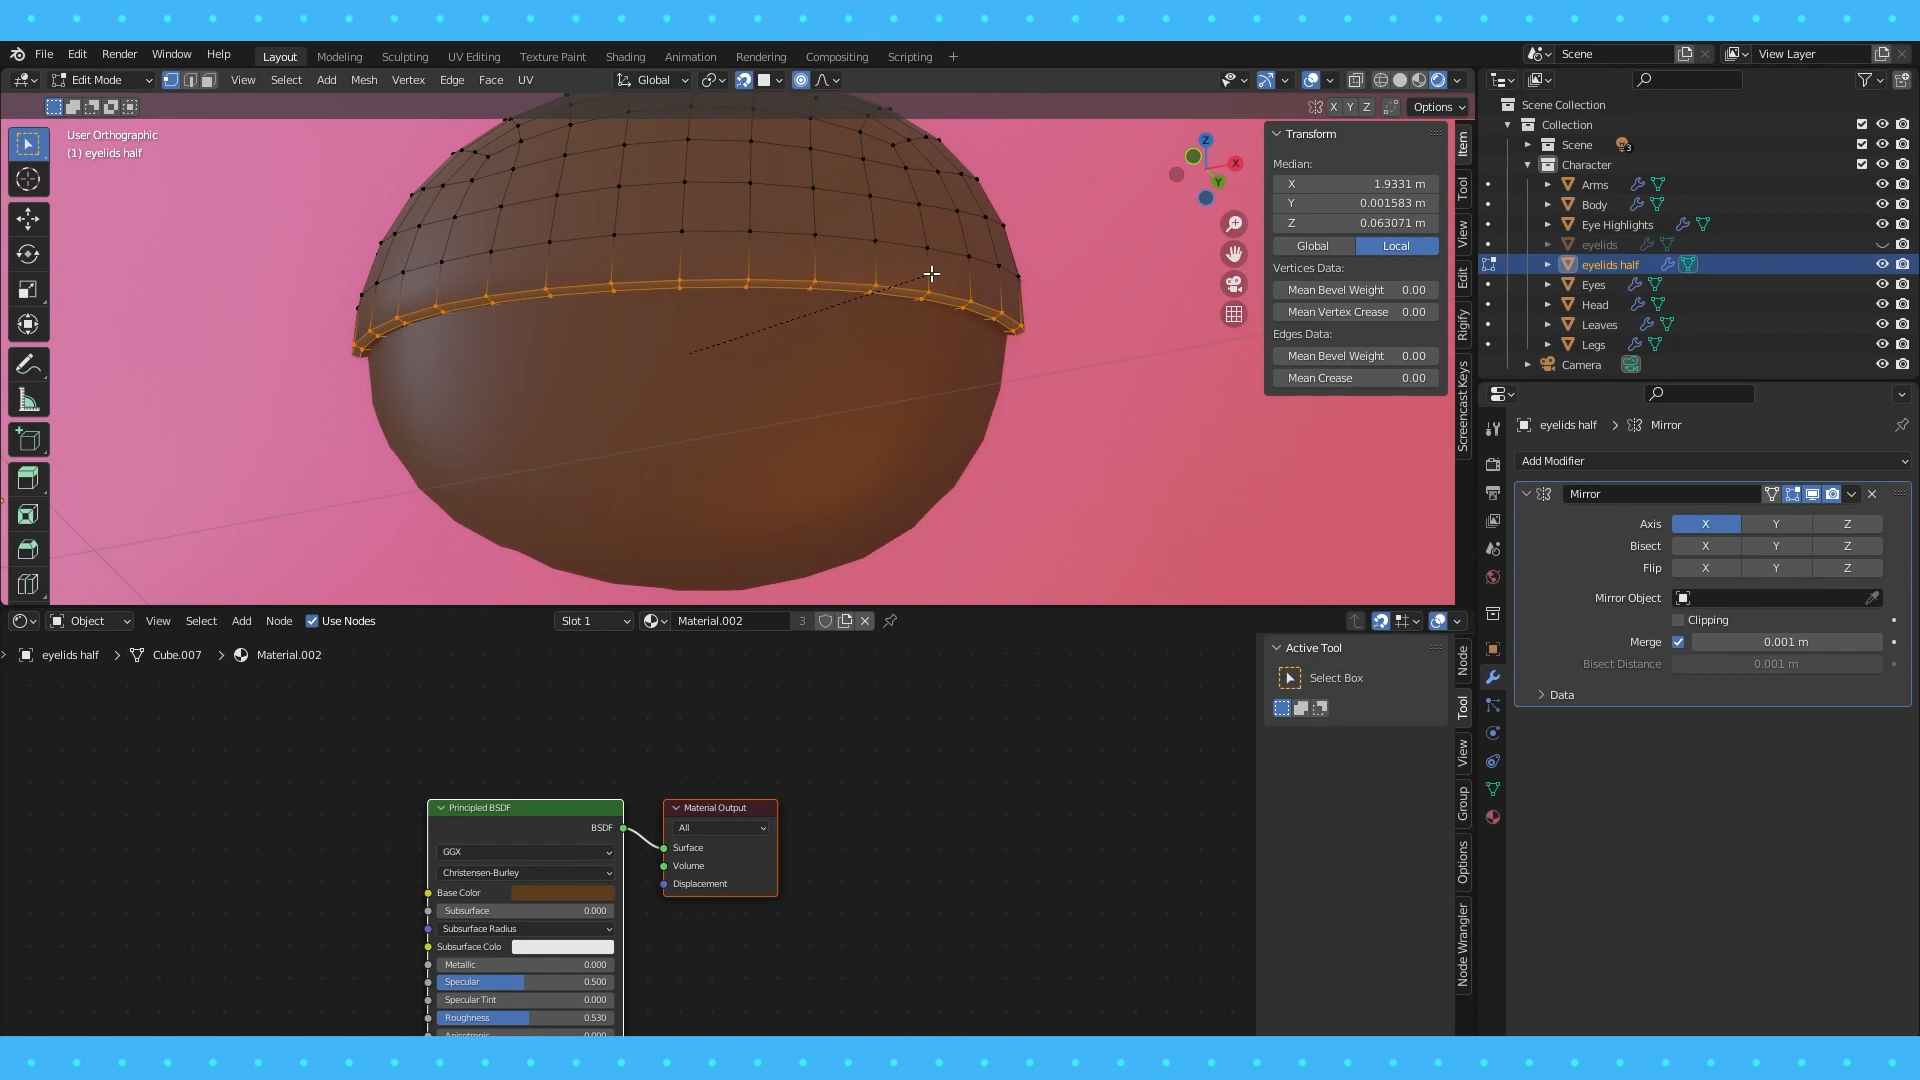 File Edit Render Window Help Layout Modeling Sculpting UV Editing Texture Paint Shading Animation Rendering Compositing Scripting Scene View Layer
Edit Mode View Select Add Mesh Vertex Edge Face UV Global
X Y Z Options
User Orthographic
(1) eyelids half
Transform
Median:
X 1.9331 m
Y 0.001583 m
Z 0.063071 m
Global Local
Vertices Data:
Mean Bevel Weight 0.00
Mean Vertex Crease 0.00
Edges Data:
Mean Bevel Weight 0.00
Mean Crease 0.00
Z
X
Y
Item
Tool
View
Edit
Rigify
Screencast Keys
Scene Collection
Collection
Scene 3
Character
Arms
Body
Eye Highlights
eyelids
eyelids half
Eyes
Head
Leaves
Legs
Camera
eyelids half Mirror
Add Modifier
Mirror
Axis X Y Z
Bisect X Y Z
Flip X Y Z
Mirror Object
Clipping
Merge 0.001 m
Bisect Distance 0.001 m
Data
Object View Select Add Node Use Nodes Slot 1 Material.002 3
eyelids half Cube.007 Material.002
Active Tool
Select Box
Node
Tool
View
Group
Options
Node Wrangler
Principled BSDF
BSDF
GGX
Christensen-Burley
Base Color
Subsurface 0.000
Subsurface Radius
Subsurface Colo
Metallic 0.000
Specular 0.500
Specular Tint 0.000
Roughness 0.530
Anisotropic 0.000
Material Output
All
Surface
Volume
Displacement